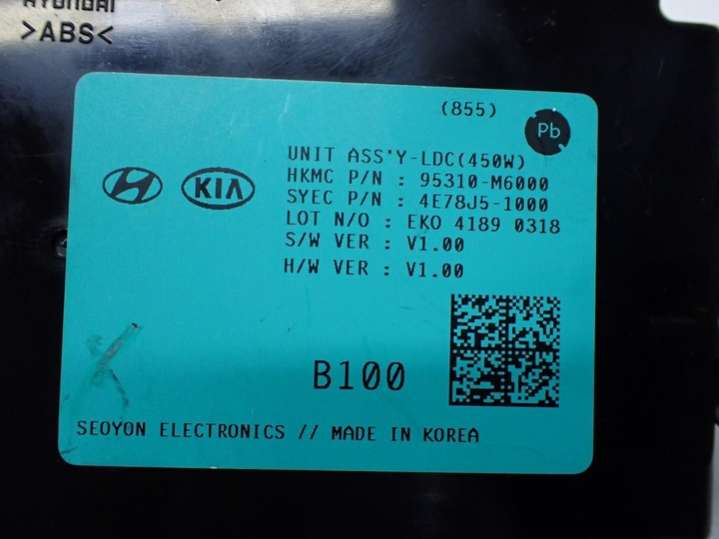 HYUNDAI
>ABS<
(855)
Pb
UNIT ASS'Y-LDC(450W)
HKMC P/N : 95310-M6000
SYEC P/N : 4E78J5-1000
LOT N/O : EKO 4189 0318
S/W VER : V1.00
H/W VER : V1.00
KIA
B100
SEOYON ELECTRONICS // MADE IN KOREA